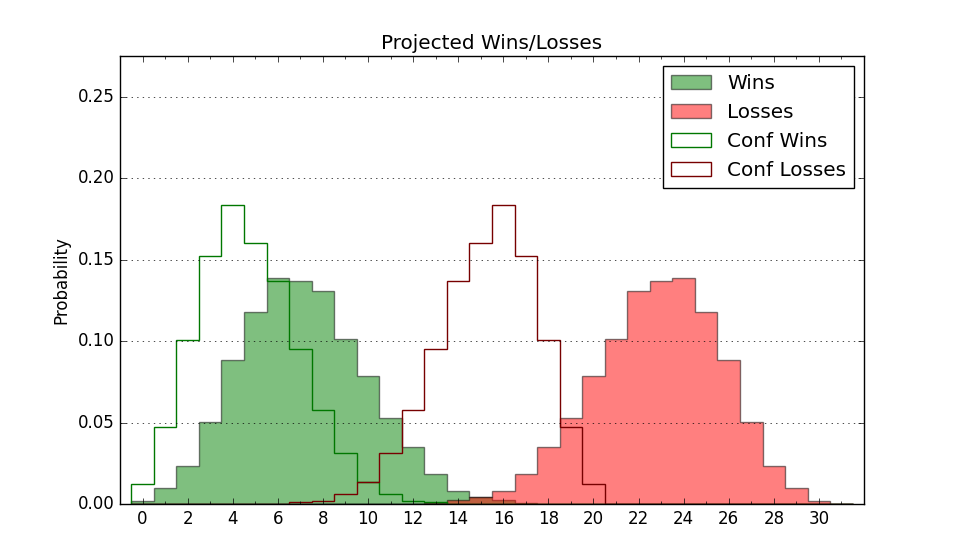 Projected Wins/Losses
Wins
Losses
Conf Wins
Conf Losses
Probability
0.25
0.20
0.15
0.10
0.05
0.00
0 2 4 6 8 10 12 14 16 18 20 22 24 26 28 30